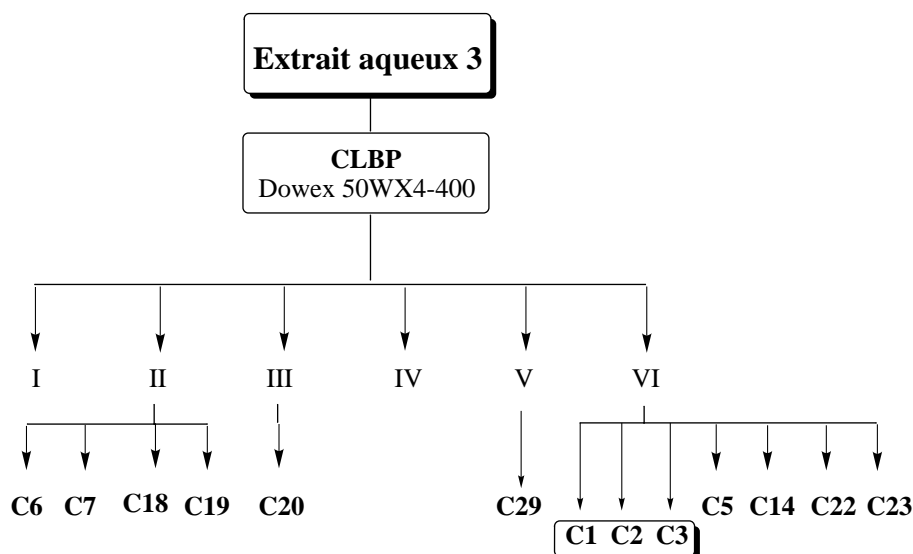 Extrait aqueux 3
CLBP
Dowex 50WX4-400
I II III IV V VI
C6 C7 C18 C19 C20 C29 C1 C2 C3 C5 C14 C22 C23